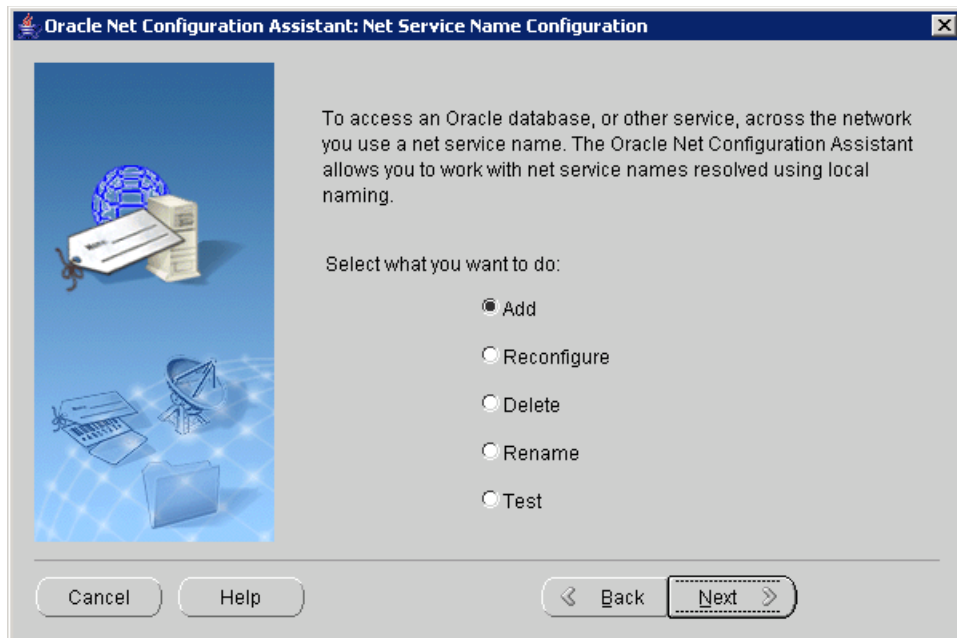 Oracle Net Configuration Assistant: Net Service Name Configuration
To access an Oracle database, or other service, across the network
you use a net service name. The Oracle Net Configuration Assistant
allows you to work with net service names resolved using local
naming.
Select what you want to do:
Add
Reconfigure
Delete
Rename
Test
Cancel
Help
Back
Next